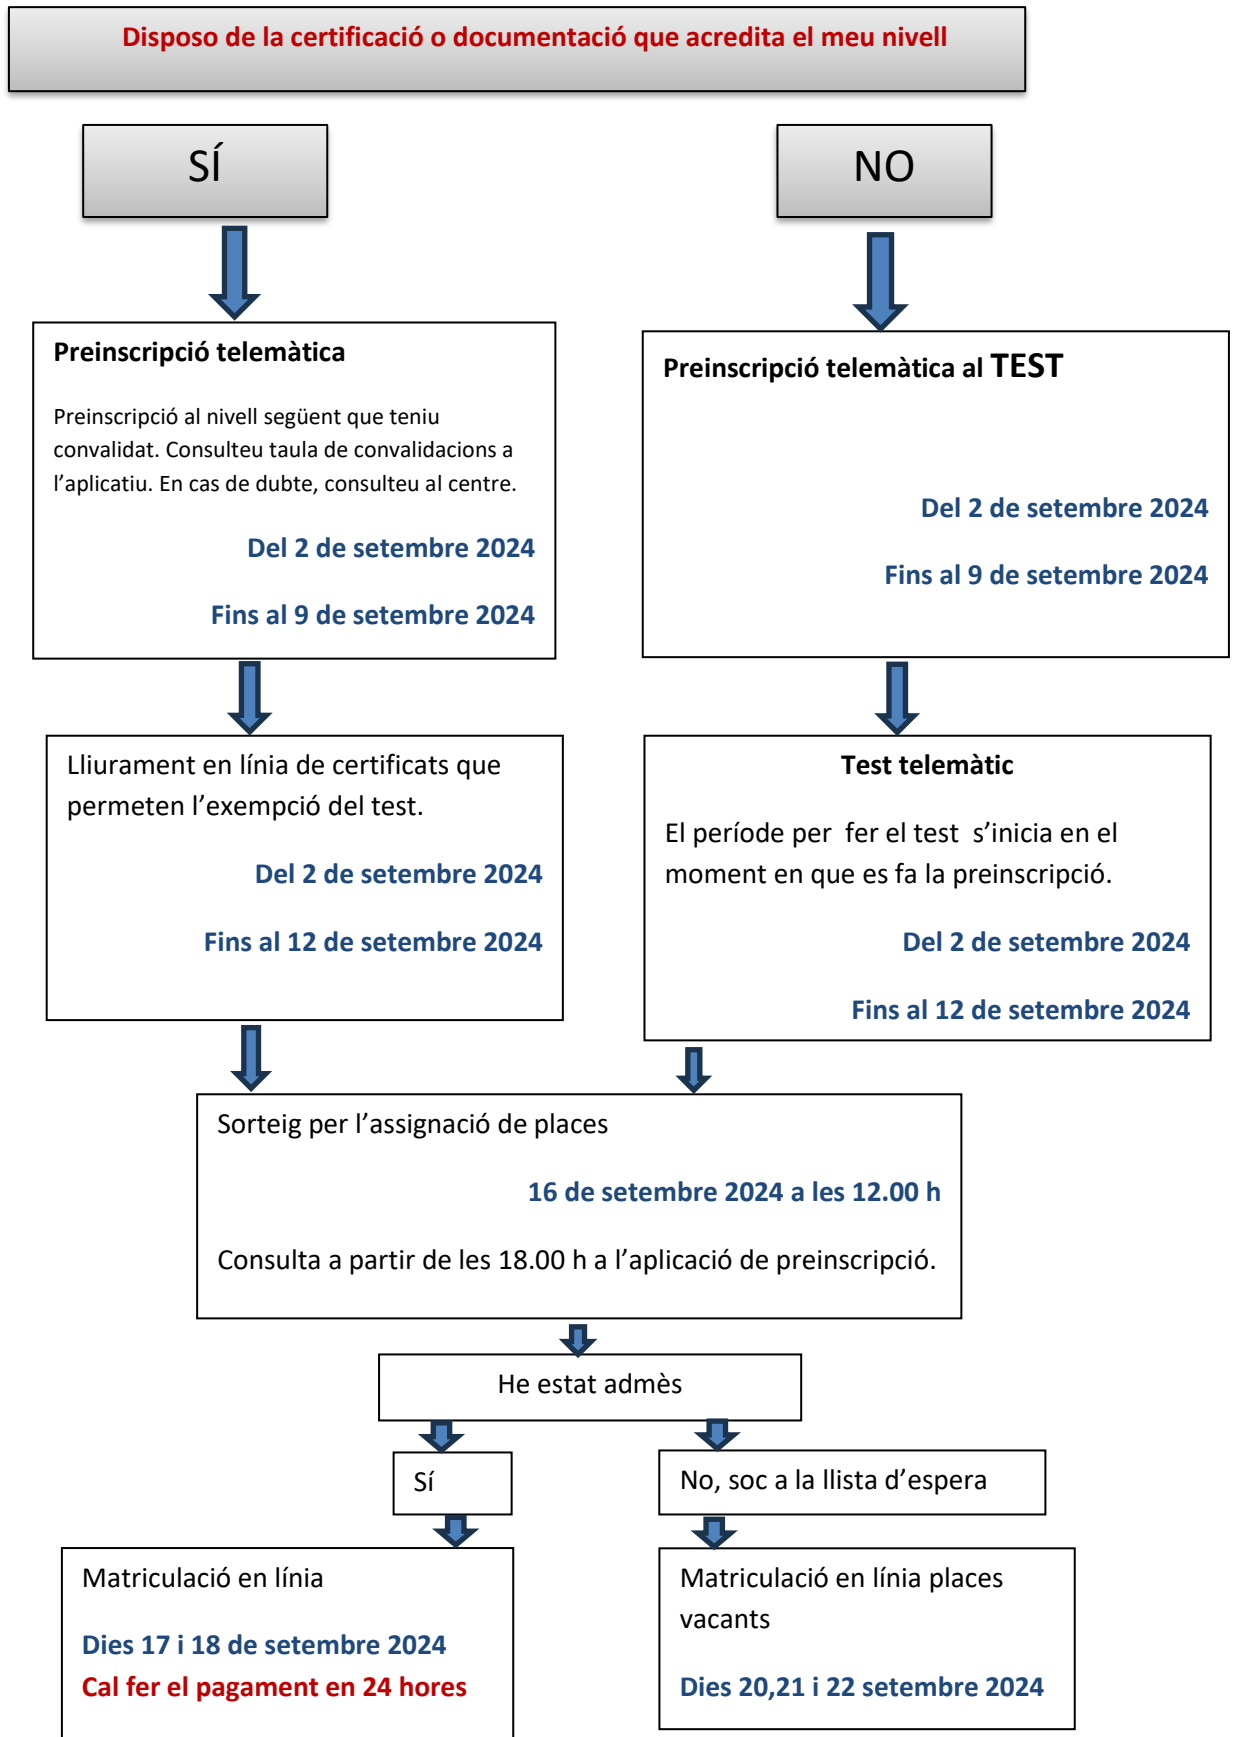 Disposo de la certificació o documentació que acredita el meu nivell
SÍ
NO
Preinscripció telemàtica
Preinscripció al nivell següent que teniu
convalidat. Consulteu taula de convalidacions a
l’aplicatiu. En cas de dubte, consulteu al centre.
Del 2 de setembre 2024
Fins al 9 de setembre 2024
Preinscripció telemàtica al TEST
Del 2 de setembre 2024
Fins al 9 de setembre 2024
Lliurament en línia de certificats que
permeten l’exempció del test.
Del 2 de setembre 2024
Fins al 12 de setembre 2024
Test telemàtic
El període per  fer el test  s’inicia en el
moment en que es fa la preinscripció.
Del 2 de setembre 2024
Fins al 12 de setembre 2024
Sorteig per l’assignació de places
16 de setembre 2024 a les 12.00 h
Consulta a partir de les 18.00 h a l’aplicació de preinscripció.
He estat admès
Sí
No, soc a la llista d’espera
Matriculació en línia
Dies 17 i 18 de setembre 2024
Cal fer el pagament en 24 hores
Matriculació en línia places
vacants
Dies 20,21 i 22 setembre 2024